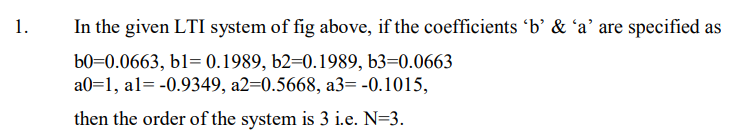 1. In the given LTI system of fig above, if the coefficients ‘b’ & ‘a’ are specified as
b0=0.0663, b1= 0.1989, b2=0.1989, b3=0.0663
a0=1, a1= -0.9349, a2=0.5668, a3= -0.1015,
then the order of the system is 3 i.e. N=3.